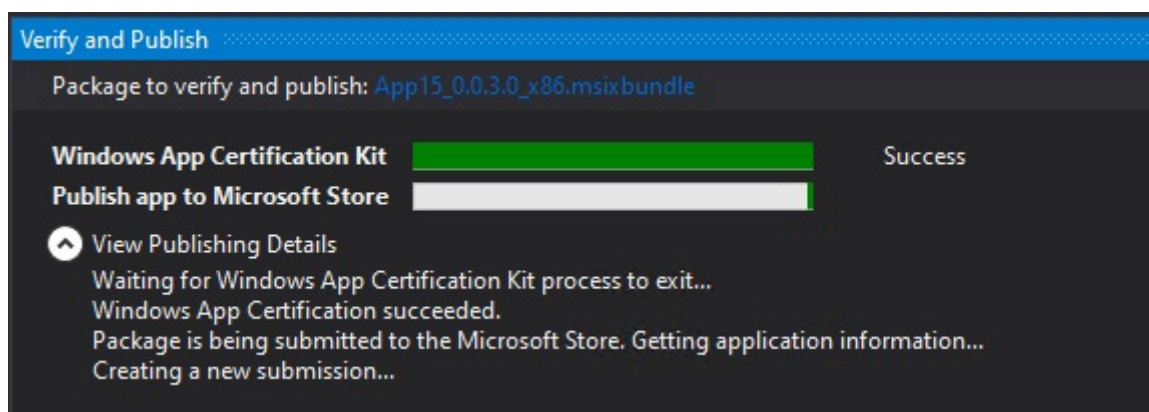 Verify and Publish
Package to verify and publish: App15_0.0.3.0_x86.msixbundle
Windows App Certification Kit Success
Publish app to Microsoft Store
View Publishing Details
Waiting for Windows App Certification Kit process to exit...
Windows App Certification succeeded.
Package is being submitted to the Microsoft Store. Getting application information...
Creating a new submission...